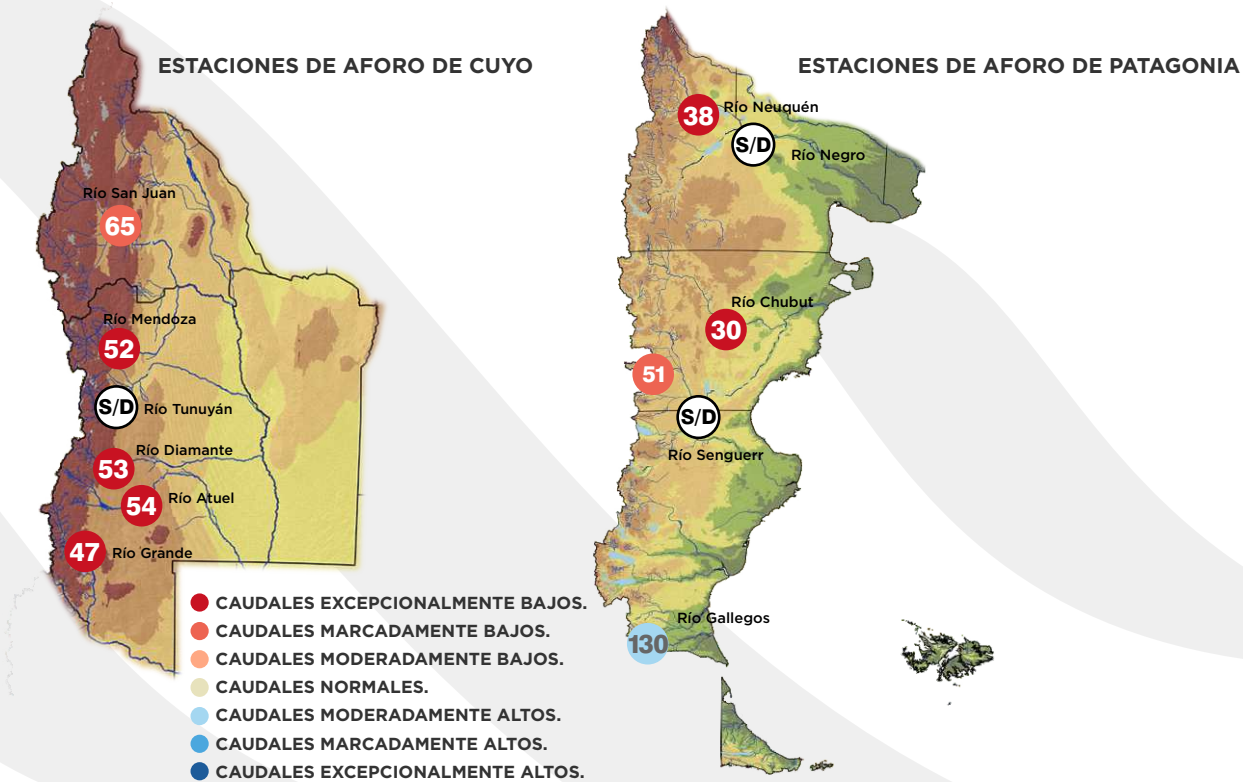 ESTACIONES DE AFORO DE CUYO
Río San Juan
65
Río Mendoza
52
S/D
Río Tunuyán
Río Diamante
53
54
Río Atuel
47
Río Grande
CAUDALES EXCEPCIONALMENTE BAJOS.
CAUDALES MARCADAMENTE BAJOS.
CAUDALES MODERADAMENTE BAJOS.
CAUDALES NORMALES.
CAUDALES MODERADAMENTE ALTOS.
CAUDALES MARCADAMENTE ALTOS.
CAUDALES EXCEPCIONALMENTE ALTOS.
ESTACIONES DE AFORO DE PATAGONIA
38
Río Neuquén
S/D
Río Negro
Río Chubut
30
51
S/D
Río Senguerr
Río Gallegos
130